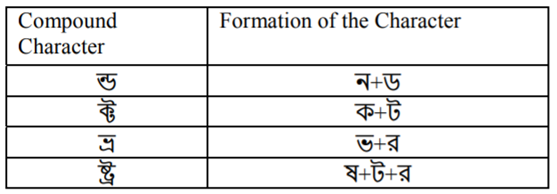 Compound Character Formation of the Character
ন্ড ন+ড
ক্ট ক+ট
ভ্র ভ+র
ষ্ট্র ষ+ট+র